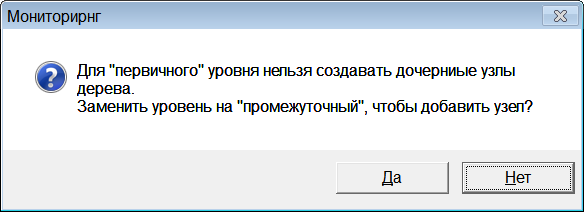 Мониторирнг
Для "первичного" уровня нельзя создавать дочерниые узлы
дерева.
Заменить уровень на "промежуточный", чтобы добавить узел?
Да
Нет